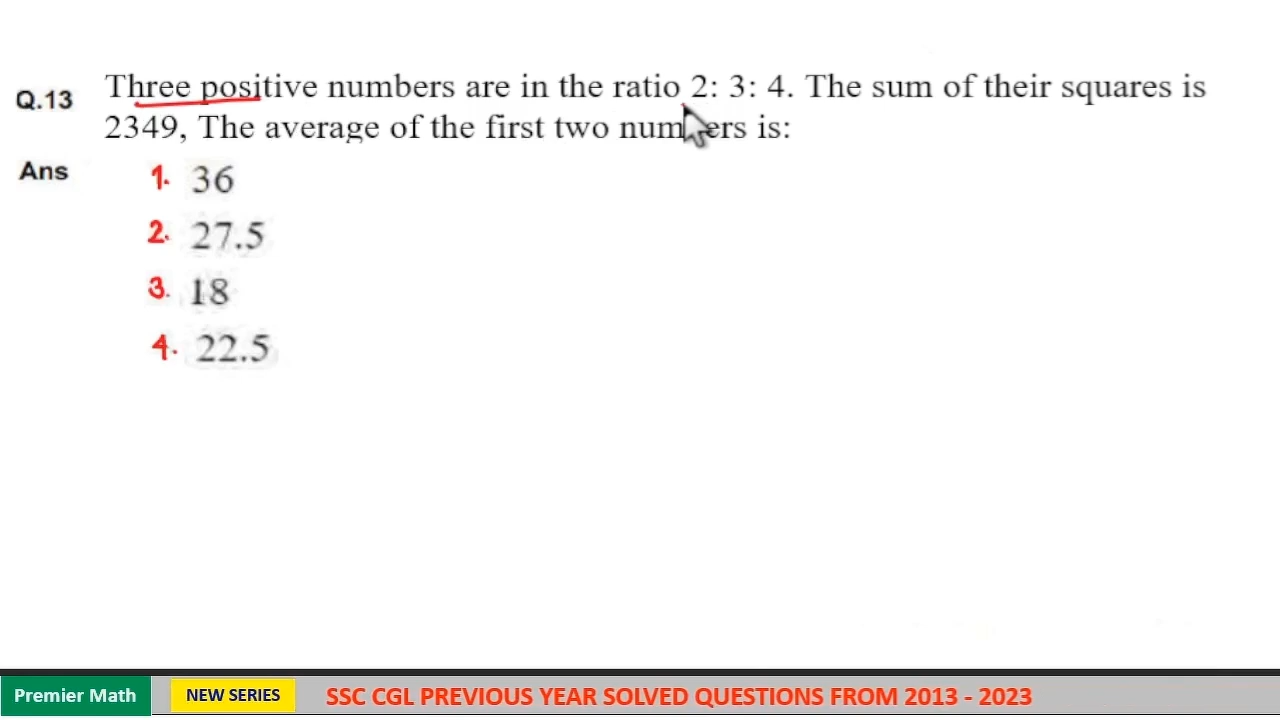 Q.13 Three positive numbers are in the ratio 2: 3: 4. The sum of their squares is
2349, The average of the first two numbers is:
Ans
1. 36
2. 27.5
3. 18
4. 22.5
Premier Math NEW SERIES SSC CGL PREVIOUS YEAR SOLVED QUESTIONS FROM 2013 - 2023